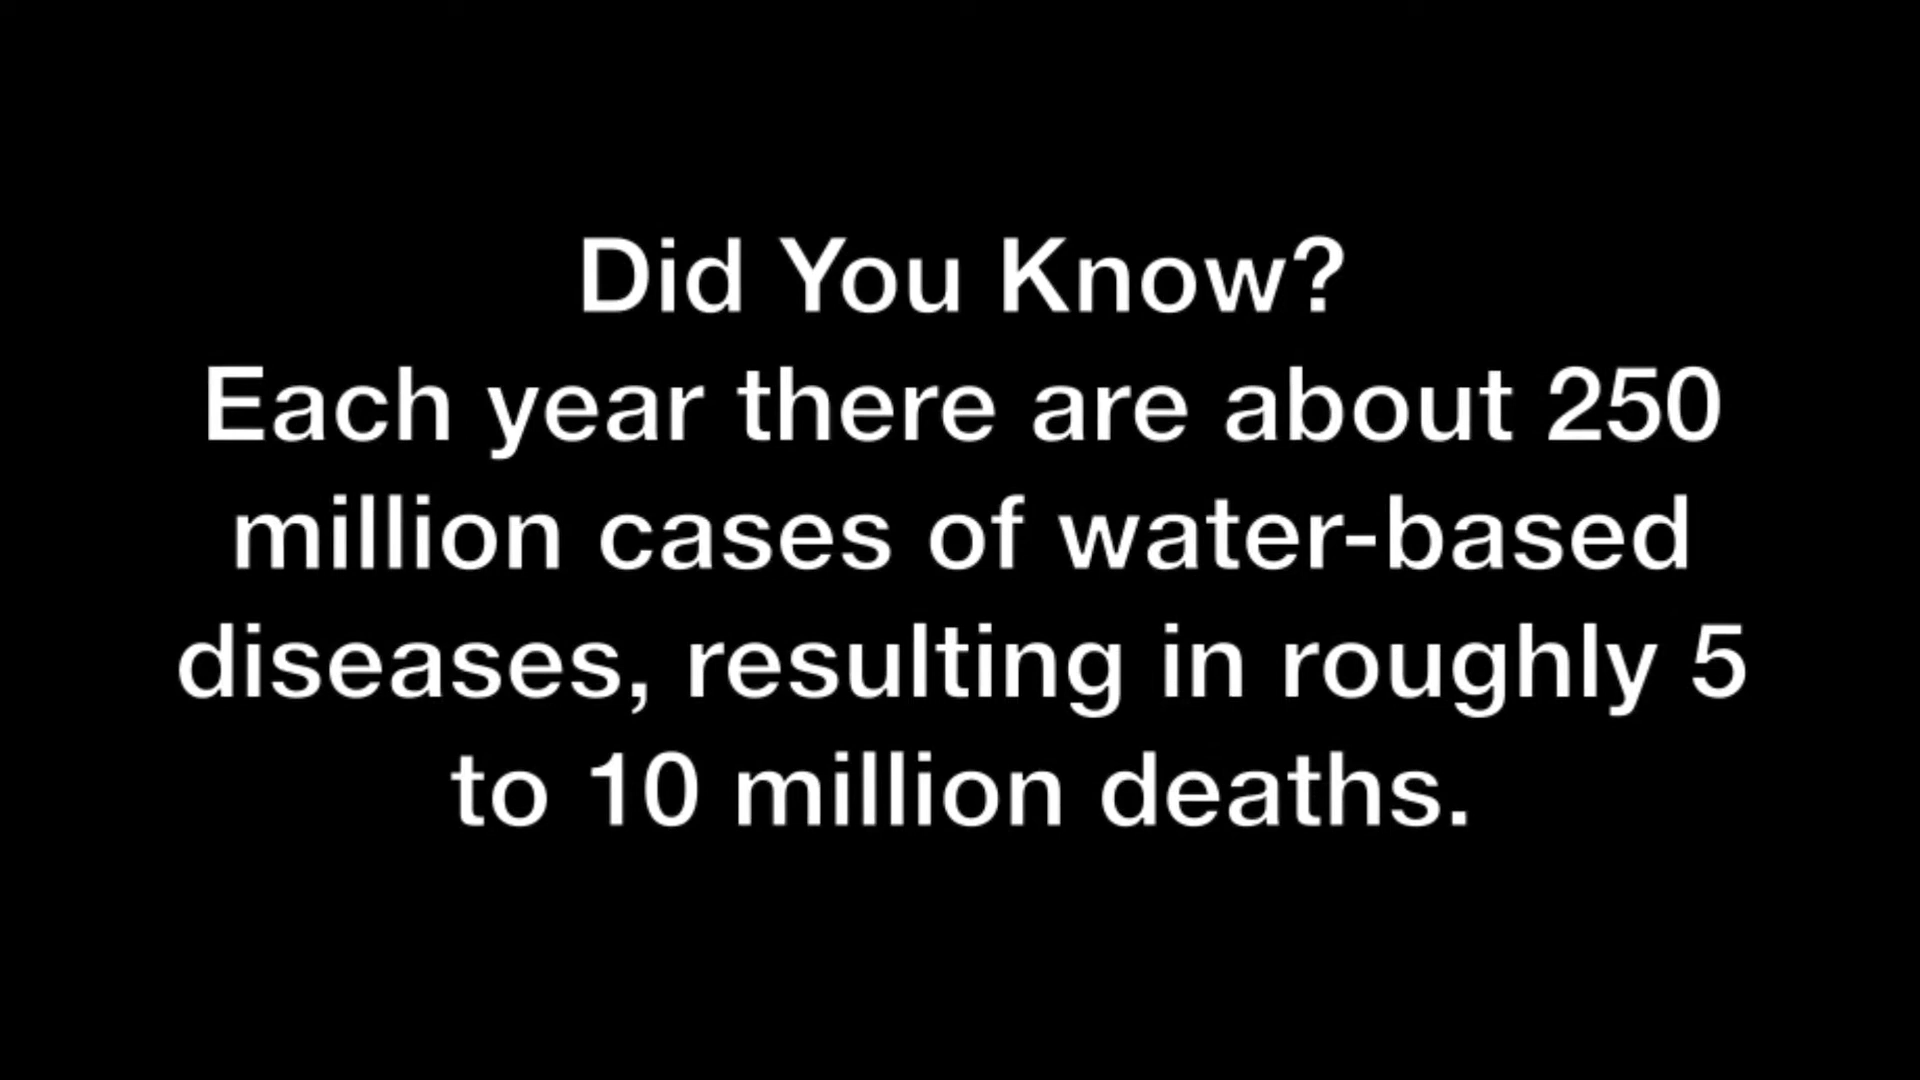 Did You Know?
Each year there are about 250
million cases of water-based
diseases, resulting in roughly 5
to 10 million deaths.